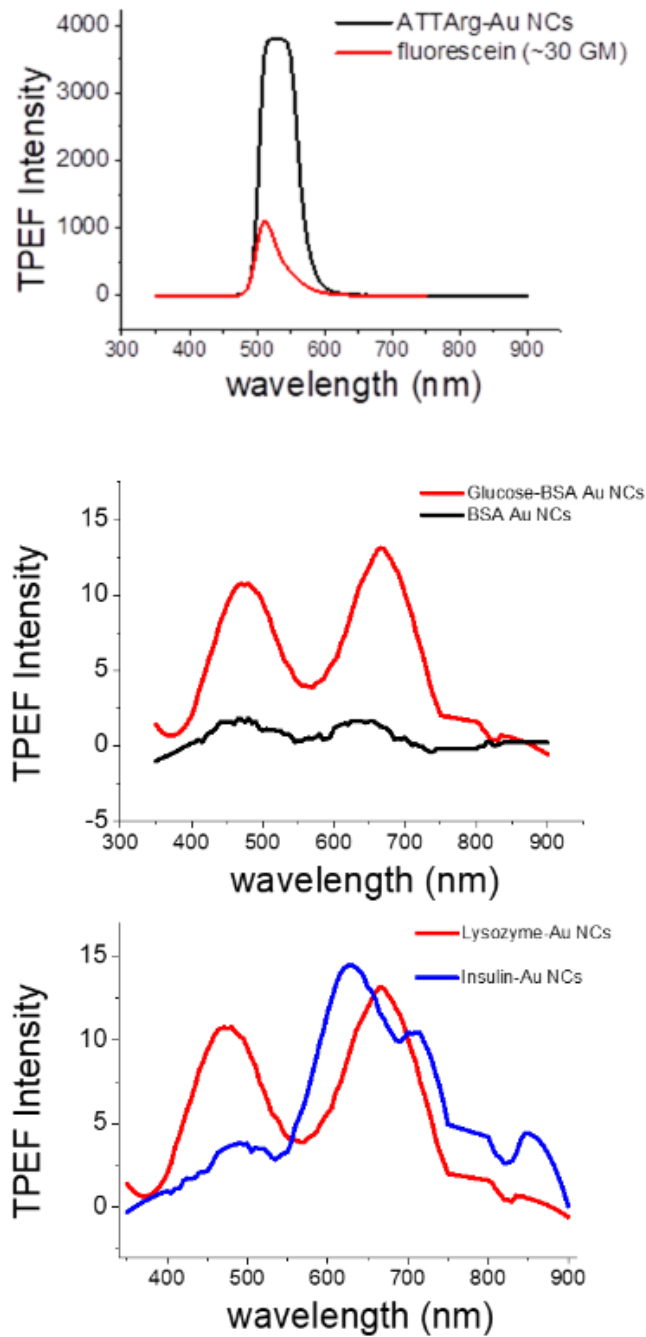 ATTArg-Au NCs
fluorescein (~30 GM)
4000
3000
2000
1000
0
TPEF Intensity
300 400 500 600 700 800 900
wavelength (nm)
Glucose-BSA Au NCs
BSA Au NCs
15
10
5
0
-5
TPEF Intensity
300 400 500 600 700 800 900
wavelength (nm)
Lysozyme-Au NCs
Insulin-Au NCs
15
10
5
0
TPEF Intensity
400 500 600 700 800 900
wavelength (nm)